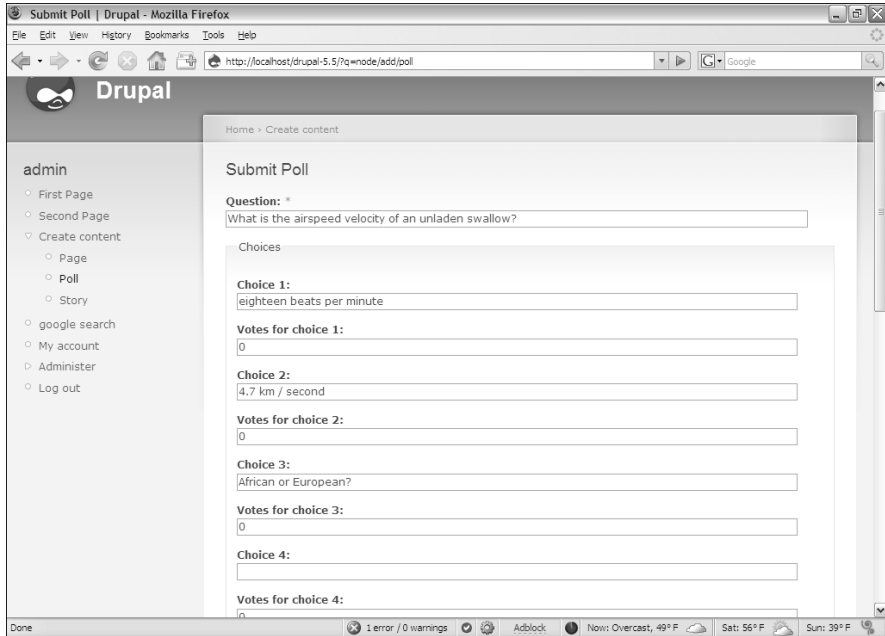 Submit Poll | Drupal - Mozilla Firefox
File Edit View History Bookmarks Tools Help
http://localhost/drupal-5.5/?q=node/add/poll
G Google
Drupal
Home › Create content
admin
First Page
Second Page
Create content
Page
Poll
Story
google search
My account
Administer
Log out
Submit Poll
Question: *
What is the airspeed velocity of an unladen swallow?
Choices
Choice 1:
eighteen beats per minute
Votes for choice 1:
0
Choice 2:
4.7 km / second
Votes for choice 2:
0
Choice 3:
African or European?
Votes for choice 3:
0
Choice 4:
Votes for choice 4:
0
Done
1 error / 0 warnings
Adblock
Now: Overcast, 49° F
Sat: 56° F
Sun: 39° F